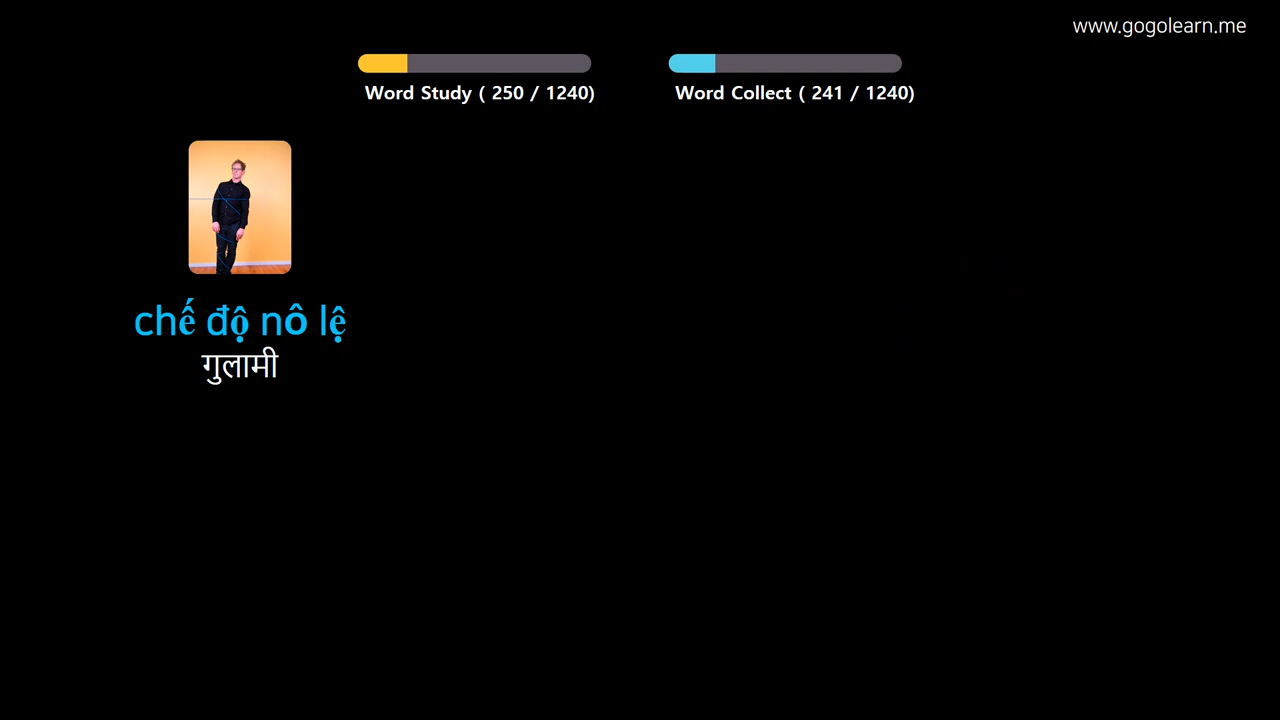 www.gogolearn.me
Word Study ( 250 / 1240)
Word Collect ( 241 / 1240)
chế độ nô lệ
गुलामी